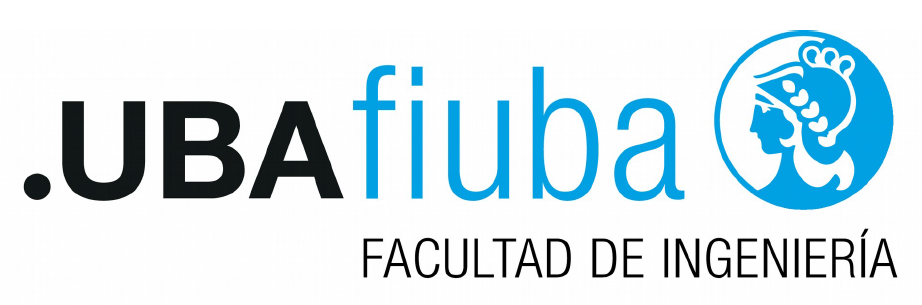 .UBAfiuba
FACULTAD DE INGENIERÍA